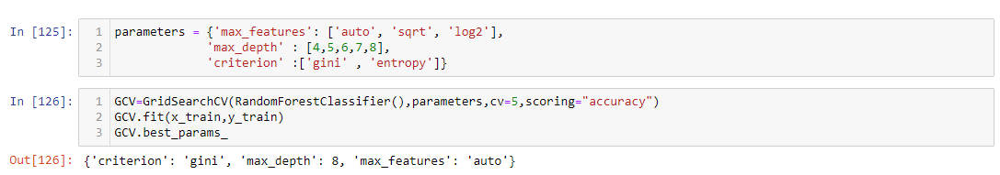 In [125]:
1 parameters = {'max_features': ['auto', 'sqrt', 'log2'],
2 'max_depth' : [4,5,6,7,8],
3 'criterion' :['gini' , 'entropy']}
In [126]:
1 GCV=GridSearchCV(RandomForestClassifier(),parameters,cv=5,scoring="accuracy")
2 GCV.fit(x_train,y_train)
3 GCV.best_params_
Out[126]: {'criterion': 'gini', 'max_depth': 8, 'max_features': 'auto'}